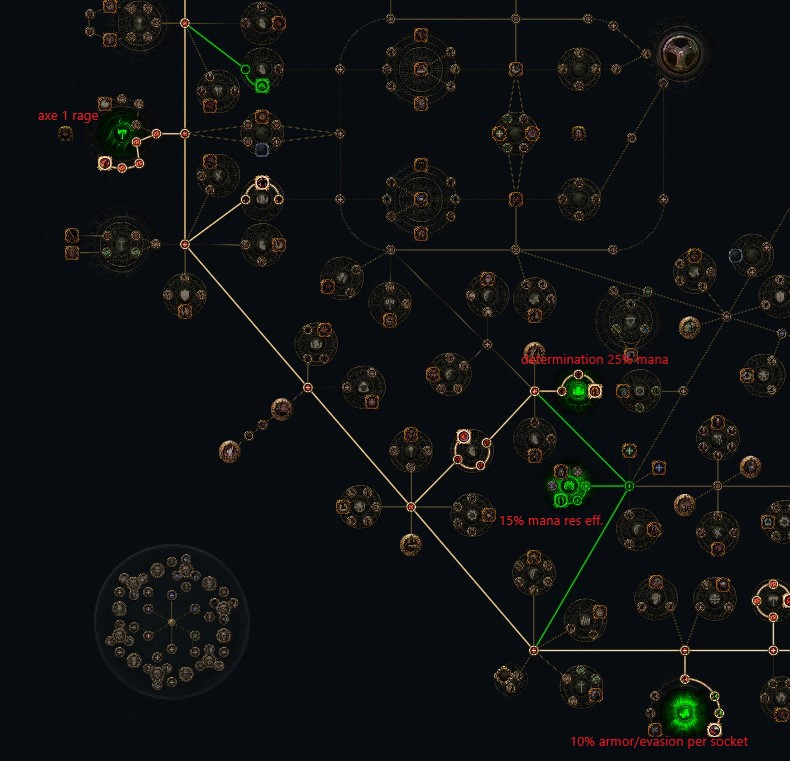 axe 1 rage
determination 25% mana
15% mana res eff.
10% armor/evasion per socket